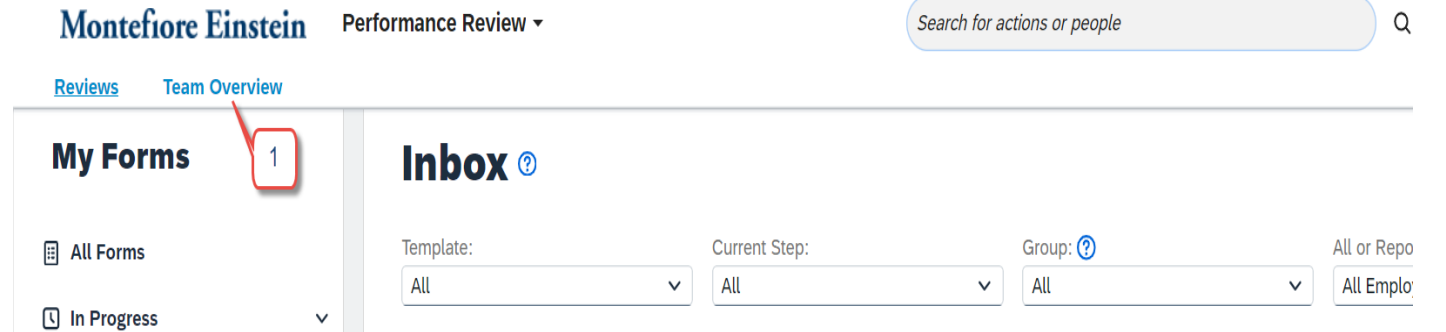 Montefiore Einstein Performance Review Search for actions or people
Reviews Team Overview
My Forms 1 Inbox
All Forms Template: Current Step: Group: All or Repo
All All All All Emplo
In Progress